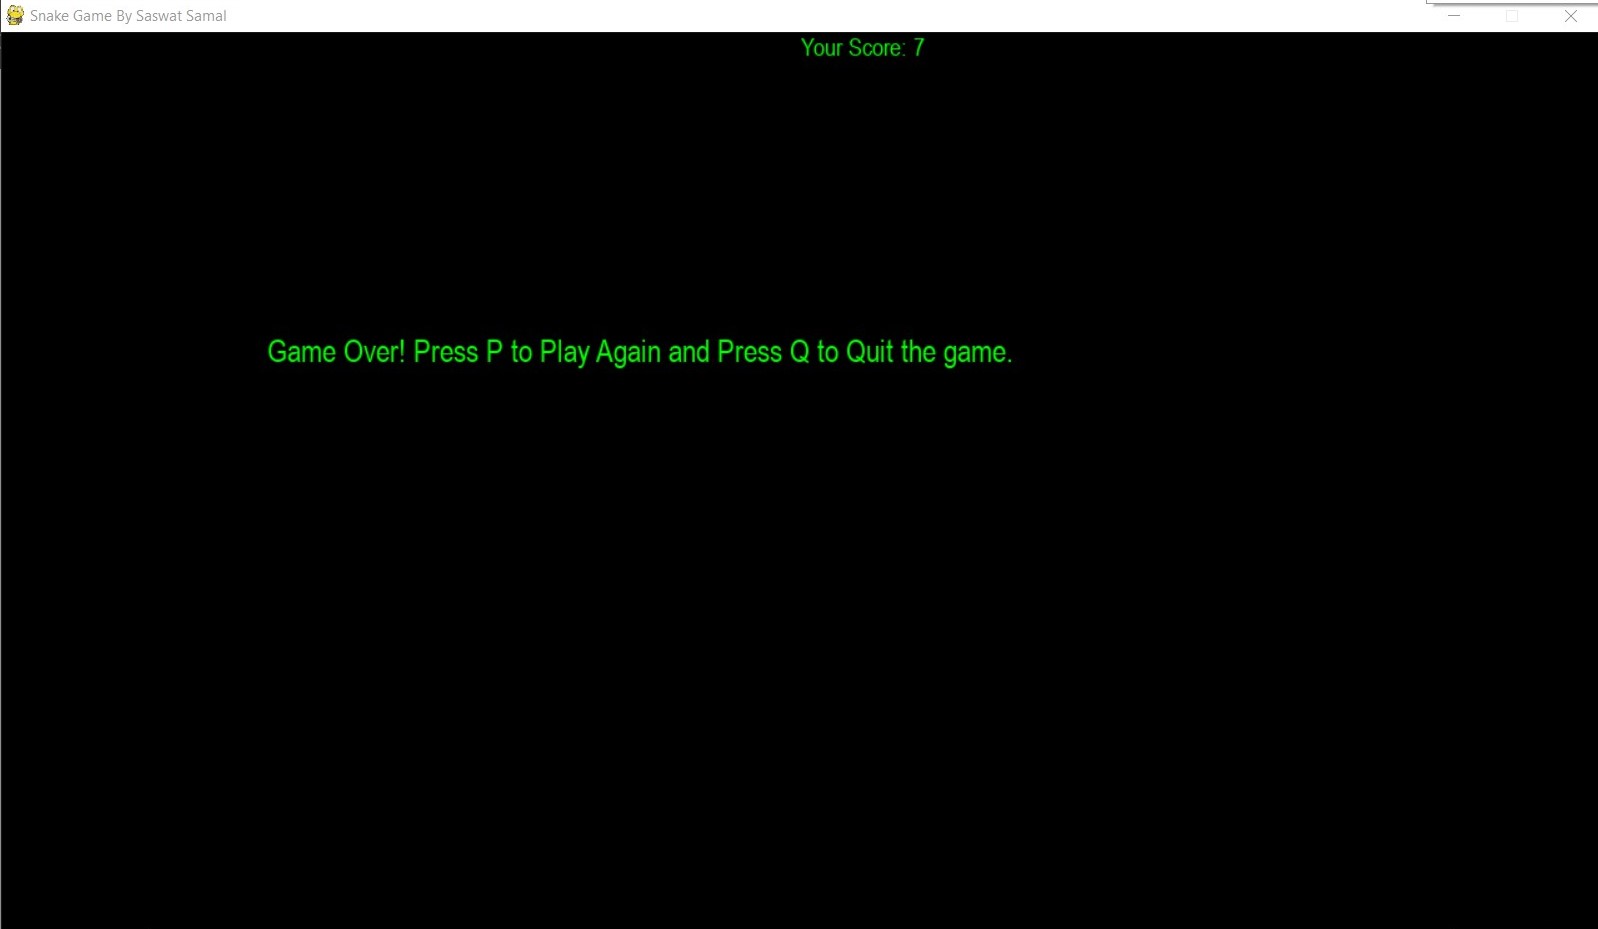 Snake Game By Saswat Samal
Your Score: 7
Game Over! Press P to Play Again and Press Q to Quit the game.